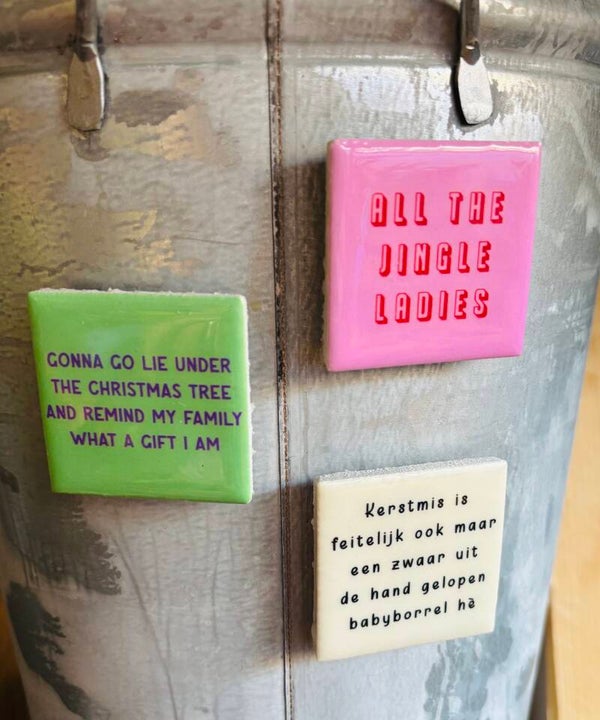 ALL THE
JINGLE
LADIES
GONNA GO LIE UNDER
THE CHRISTMAS TREE
AND REMIND MY FAMILY
WHAT A GIFT I AM
Kerstmis is
feitelijk ook maar
een zwaar uit
de hand gelopen
babyborrel hè